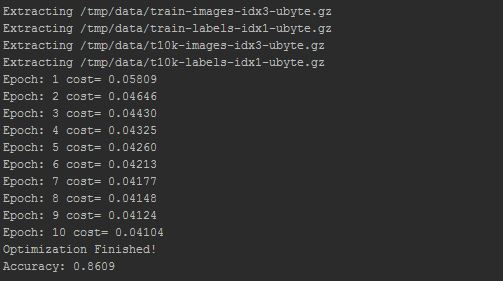 Extracting /tmp/data/train-images-idx3-ubyte.gz
Extracting /tmp/data/train-labels-idx1-ubyte.gz
Extracting /tmp/data/t10k-images-idx3-ubyte.gz
Extracting /tmp/data/t10k-labels-idx1-ubyte.gz
Epoch: 1 cost= 0.05809
Epoch: 2 cost= 0.04646
Epoch: 3 cost= 0.04430
Epoch: 4 cost= 0.04325
Epoch: 5 cost= 0.04260
Epoch: 6 cost= 0.04213
Epoch: 7 cost= 0.04177
Epoch: 8 cost= 0.04148
Epoch: 9 cost= 0.04124
Epoch: 10 cost= 0.04104
Optimization Finished!
Accuracy: 0.8609